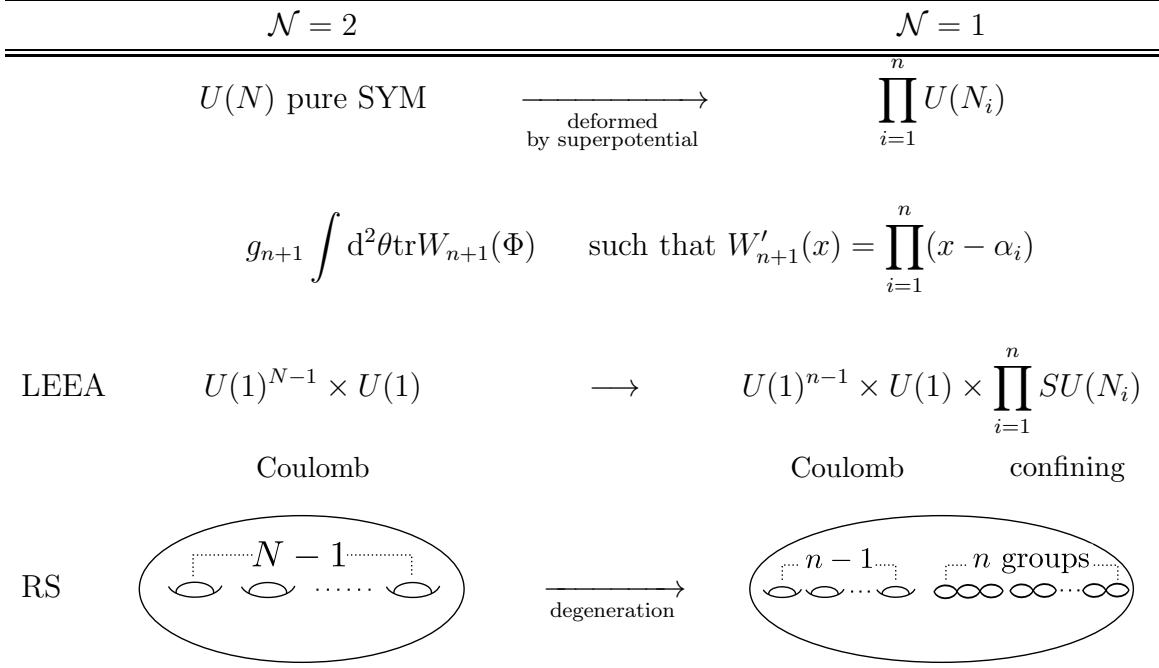 𝒩 = 2 𝒩 = 1
U(N) pure SYM ⟶ deformed by superpotential ∏_{i=1}^{n} U(N_i)
g_{n+1} ∫ d²θ tr W_{n+1}(Φ) such that W′_{n+1}(x) = ∏_{i=1}^{n} (x − α_i)
LEEA U(1)^{N−1} × U(1) ⟶ U(1)^{n−1} × U(1) × ∏_{i=1}^{n} SU(N_i)
Coulomb Coulomb confining
N − 1 n − 1 n groups
RS ⟶ degeneration